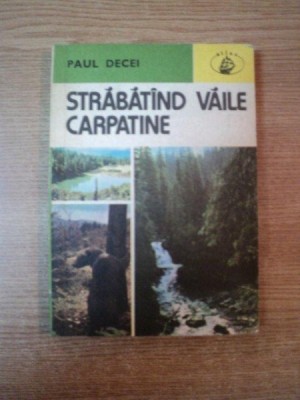 PAUL DECEI
STRĂBĂTÎND VĂILE
CARPATINE